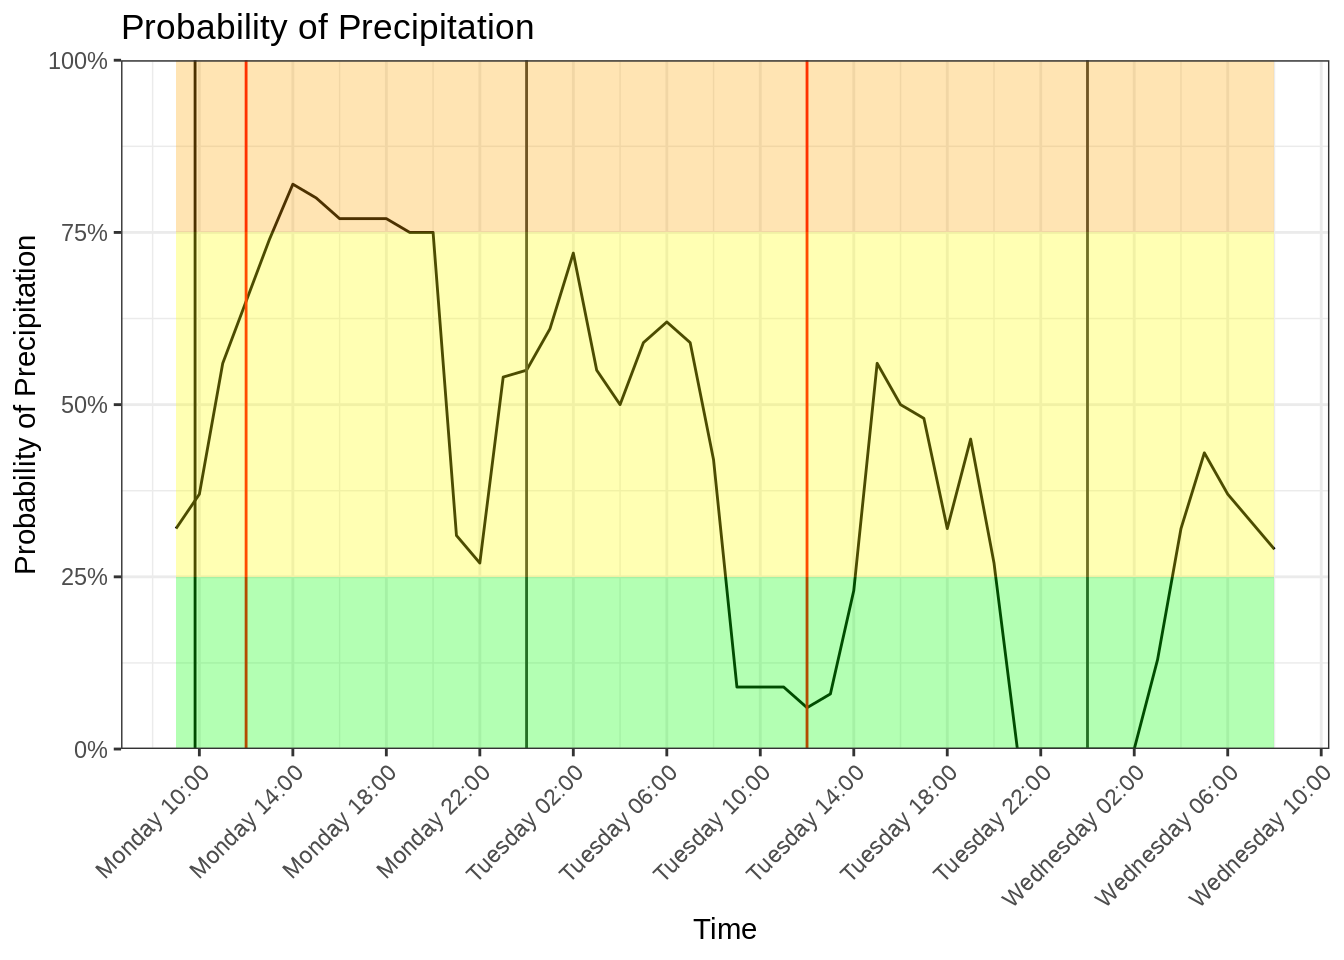 Probability of Precipitation
Probability of Precipitation
100%
75%
50%
25%
0%
Monday 10:00
Monday 14:00
Monday 18:00
Monday 22:00
Tuesday 02:00
Tuesday 06:00
Tuesday 10:00
Tuesday 14:00
Tuesday 18:00
Tuesday 22:00
Wednesday 02:00
Wednesday 06:00
Wednesday 10:00
Time